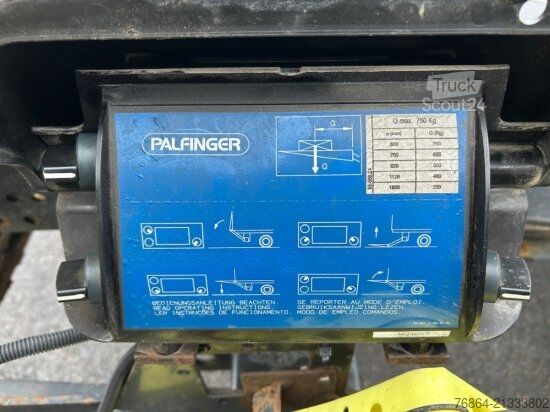 Truck
Scout24
PALFINGER
Q
Q
Q max. 750 Kg
a (mm) Q (Kg)
600 750
700 650
820 550
1120 400
1800 250
BEDIENUNGSANLEITUNG BEACHTEN.
READ OPERATING INSTRUCTIONS.
LER INSTRUCÕES DE FUNCIONAMENTO.
SE REPORTER AU MODE D'EMPLOI.
GEBRUIKSAANWIJZING LEZEN.
MODO DE EMPLEO COMANDOS
76864-21333802